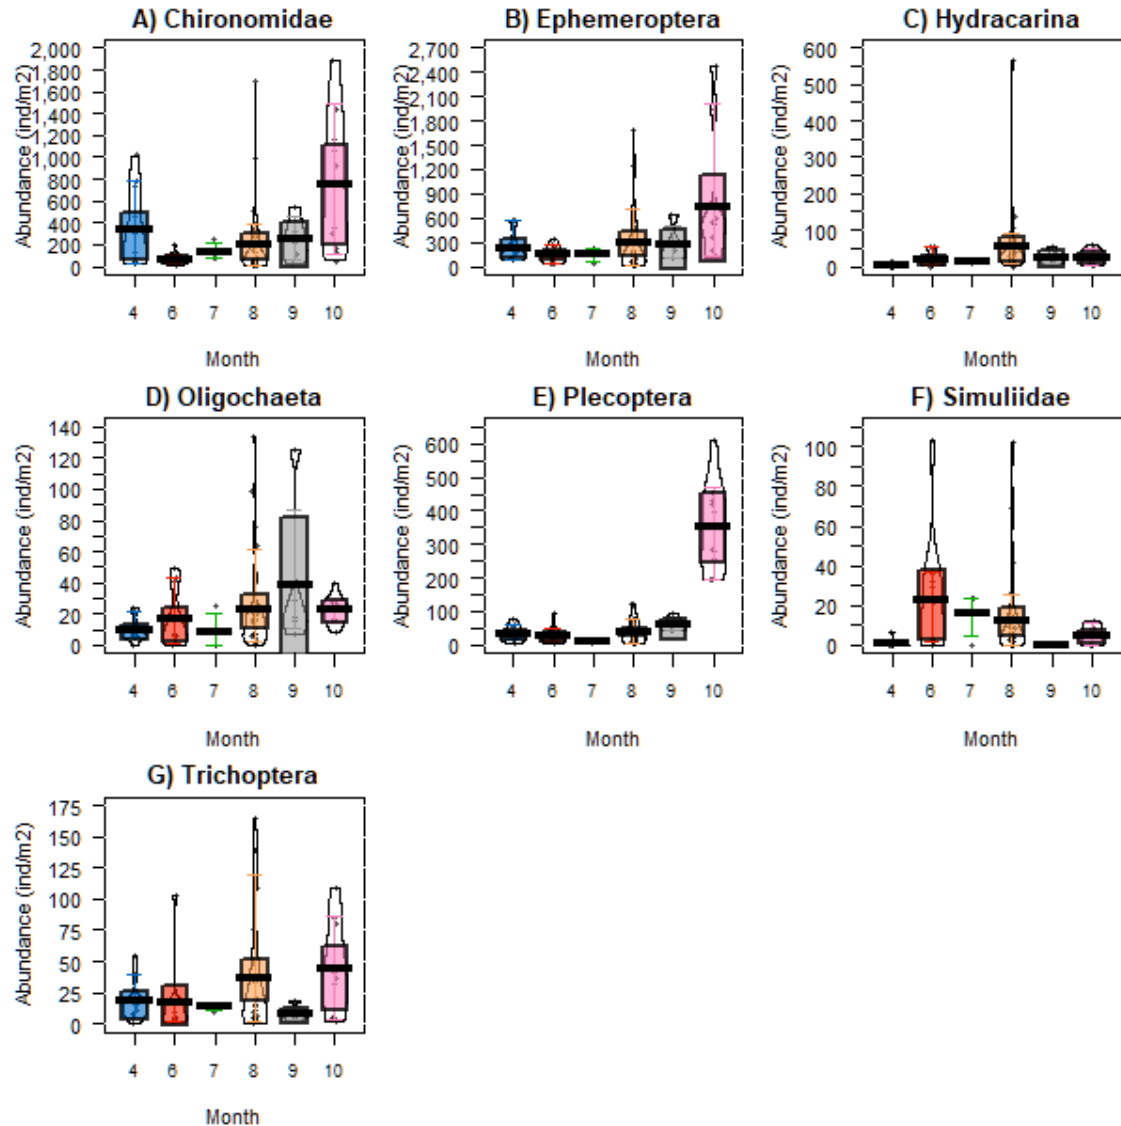 A) Chironomidae
Abundance (ind/m2)
2,000
1,800
1,600
1,400
1,200
1,000
800
600
400
200
0
4 6 7 8 9 10
Month
B) Ephemeroptera
Abundance (ind/m2)
2,700
2,400
2,100
1,800
1,500
1,200
900
600
300
0
4 6 7 8 9 10
Month
C) Hydracarina
Abundance (ind/m2)
600
500
400
300
200
100
0
4 6 7 8 9 10
Month
D) Oligochaeta
Abundance (ind/m2)
140
120
100
80
60
40
20
0
4 6 7 8 9 10
Month
E) Plecoptera
Abundance (ind/m2)
600
500
400
300
200
100
0
4 6 7 8 9 10
Month
F) Simuliidae
Abundance (ind/m2)
100
80
60
40
20
0
4 6 7 8 9 10
Month
G) Trichoptera
Abundance (ind/m2)
175
150
125
100
75
50
25
0
4 6 7 8 9 10
Month